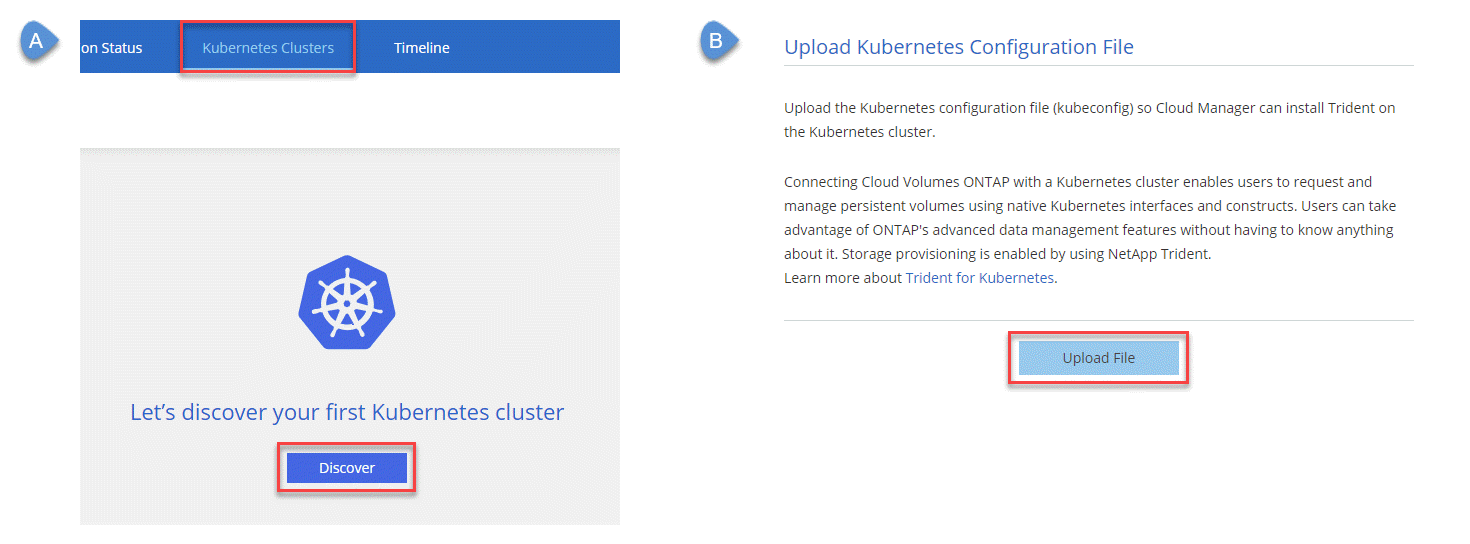 A
on Status
Kubernetes Clusters
Timeline
Let’s discover your first Kubernetes cluster
Discover
B
Upload Kubernetes Configuration File
Upload the Kubernetes configuration file (kubeconfig) so Cloud Manager can install Trident on
the Kubernetes cluster.
Connecting Cloud Volumes ONTAP with a Kubernetes cluster enables users to request and
manage persistent volumes using native Kubernetes interfaces and constructs. Users can take
advantage of ONTAP's advanced data management features without having to know anything
about it. Storage provisioning is enabled by using NetApp Trident.
Learn more about Trident for Kubernetes.
Upload File